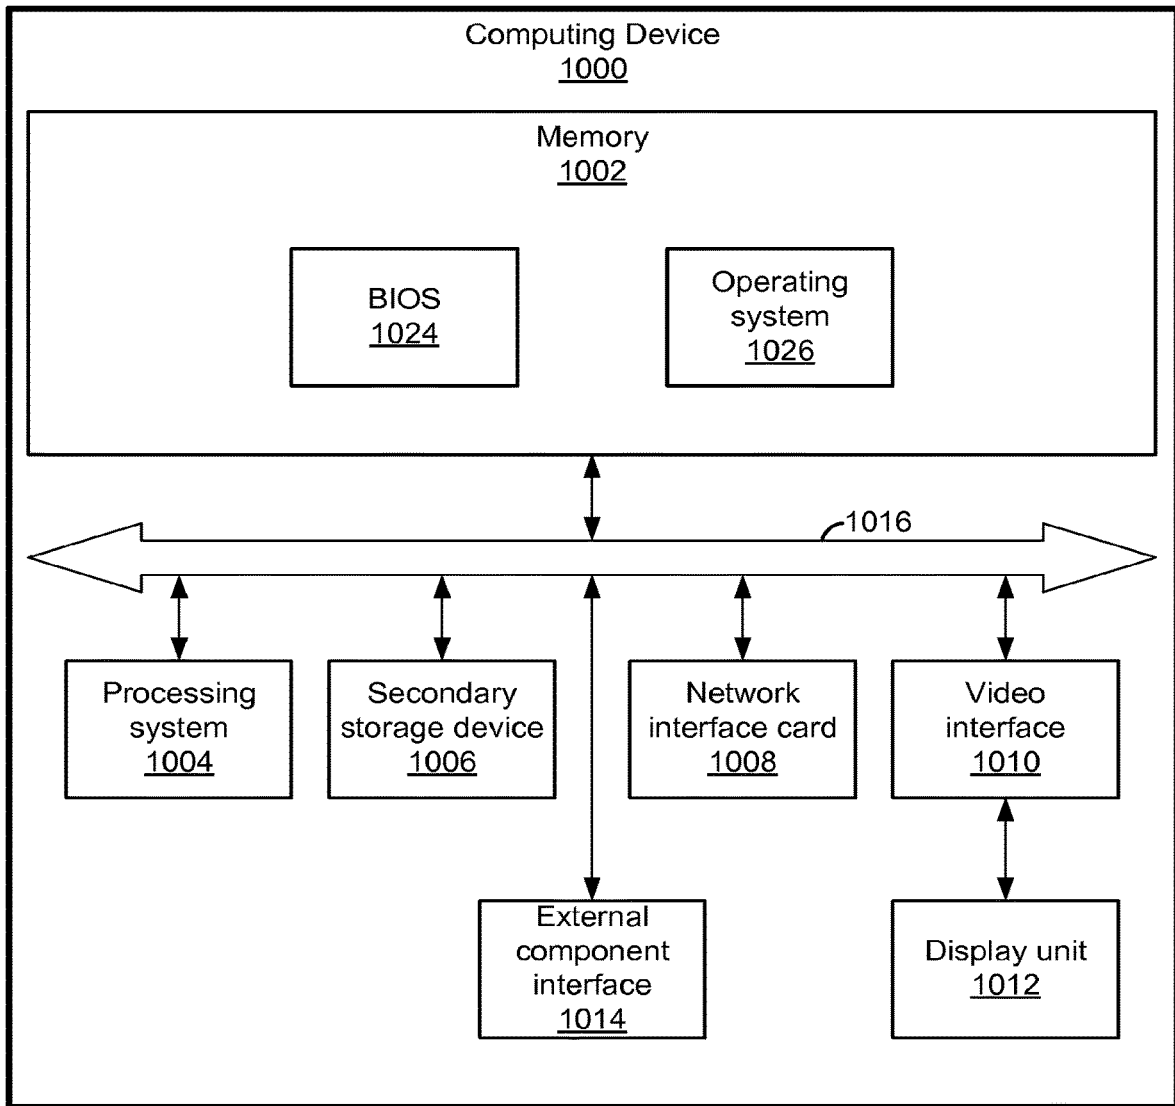 Computing Device
1000
Memory
1002
BIOS
1024
Operating
system
1026
1016
Processing
system
1004
Secondary
storage device
1006
Network
interface card
1008
Video
interface
1010
External
component
interface
1014
Display unit
1012